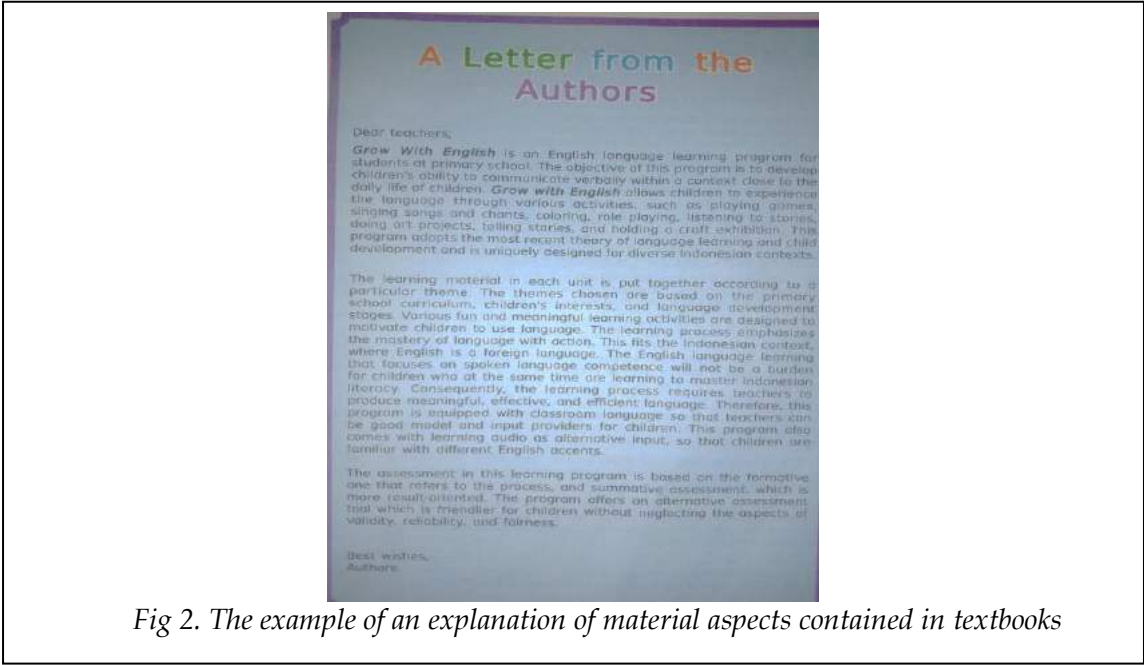 A Letter from the
Authors
Dear teachers,
Grow With English is an English language learning program for
students at primary school. The objective of this program is to develop
children's ability to communicate verbally within a context close to the
daily life of children. Grow with English allows children to experience
the language through various activities, such as playing games,
singing songs and chants, coloring, role playing, listening to stories,
doing art projects, telling stories, and holding a craft exhibition. This
program adopts the most recent theory of language learning and child
development and is uniquely designed for diverse Indonesian contexts.
The learning material in each unit is put together according to a
particular theme. The themes chosen are based on the primary
school curriculum, children's interests, and language development
stages. Various fun and meaningful learning activities are designed to
motivate children to use language. The learning process emphasizes
the mastery of language with action. This fits the Indonesian context,
where English is a foreign language. The English language learning
that focuses on spoken language competence will not be a burden
for children who at the same time are learning to master Indonesian
literacy. Consequently, the learning process requires teachers to
produce meaningful, effective, and efficient language. Therefore, this
program is equipped with classroom language so that teachers can
be good model and input providers for children. This program also
comes with learning audio as alternative input, so that children are
familiar with different English accents.
The assessment in this learning program is based on the formative
one that refers to the process, and summative assessment, which is
more result-oriented. The program offers an alternative assessment
that which is friendlier for children without neglecting the aspects of
validity, reliability, and fairness.
Best wishes,
Authors
Fig 2. The example of an explanation of material aspects contained in textbooks